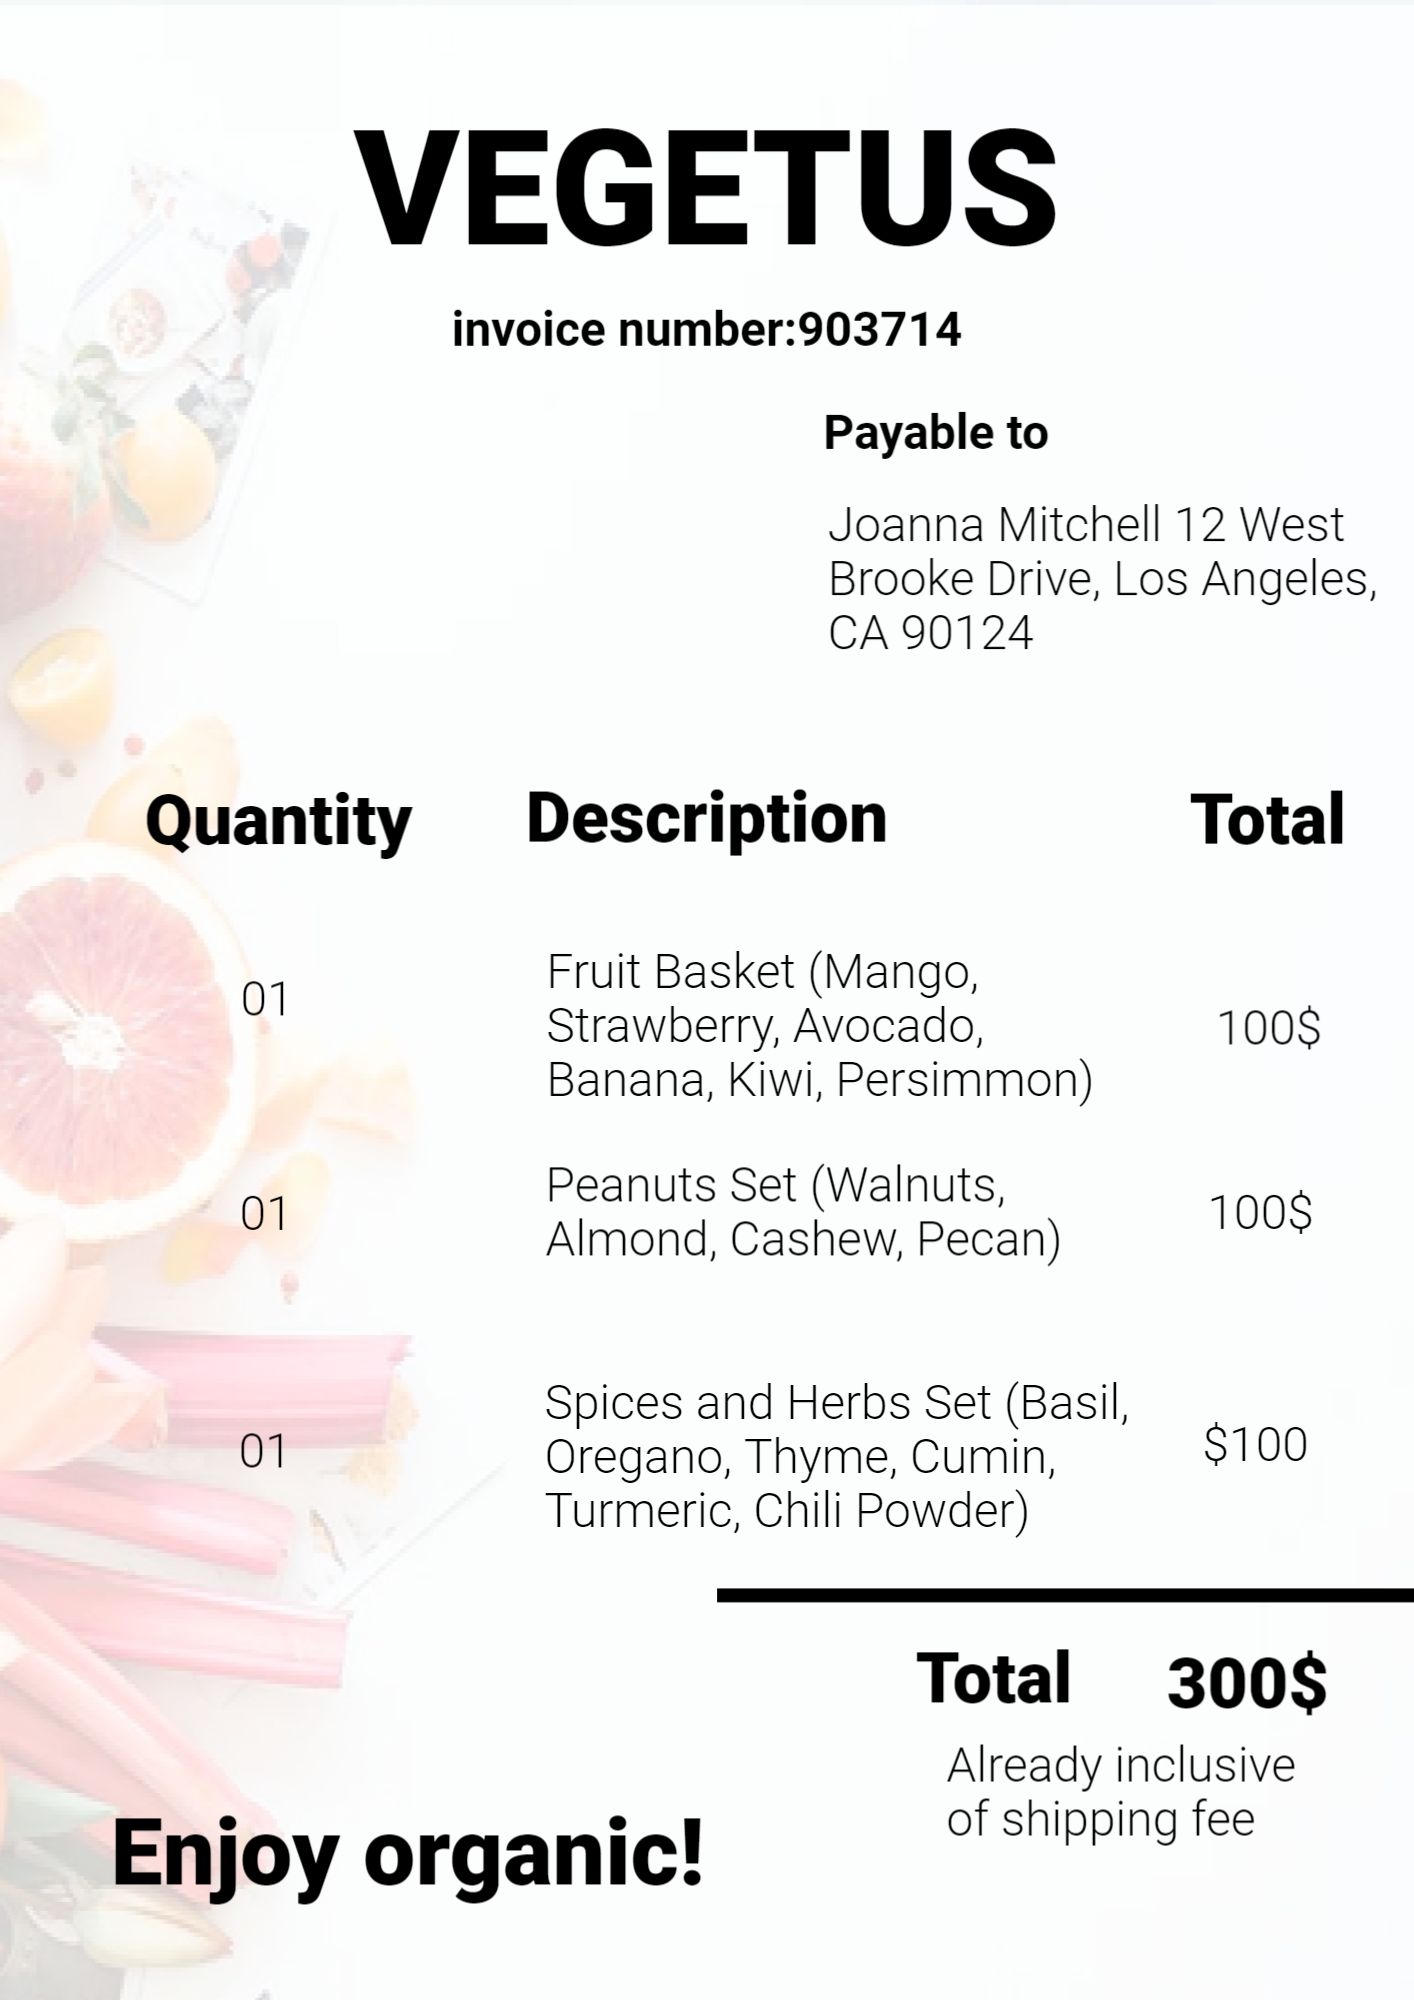 VEGETUS
invoice number:903714
Payable to
Joanna Mitchell 12 West
Brooke Drive, Los Angeles,
CA 90124
Quantity Description Total
01 Fruit Basket (Mango,
Strawberry, Avocado,
Banana, Kiwi, Persimmon) 100$
01 Peanuts Set (Walnuts,
Almond, Cashew, Pecan) 100$
01 Spices and Herbs Set (Basil,
Oregano, Thyme, Cumin,
Turmeric, Chili Powder) $100
Total 300$
Already inclusive
of shipping fee
Enjoy organic!